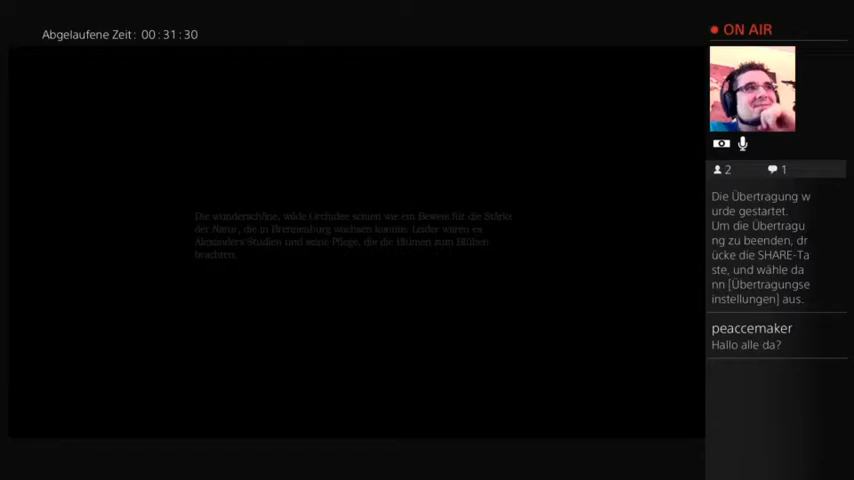 Abgelaufene Zeit: 00:31:30
ON AIR
2
1
Die wunderschöne, wilde Orchidee schien wie ein Beweis für die Stärke
der Natur, die in Brennenburg wachsen konnte. Leider waren es
Alexanders Studien und seine Pflege, die die Blumen zum Blühen
brachten.
Die Übertragung w
urde gestartet.
Um die Übertragu
ng zu beenden, dr
ücke die SHARE-Ta
ste, und wähle da
nn [Übertragungse
instellungen] aus.
peaccemaker
Hallo alle da?